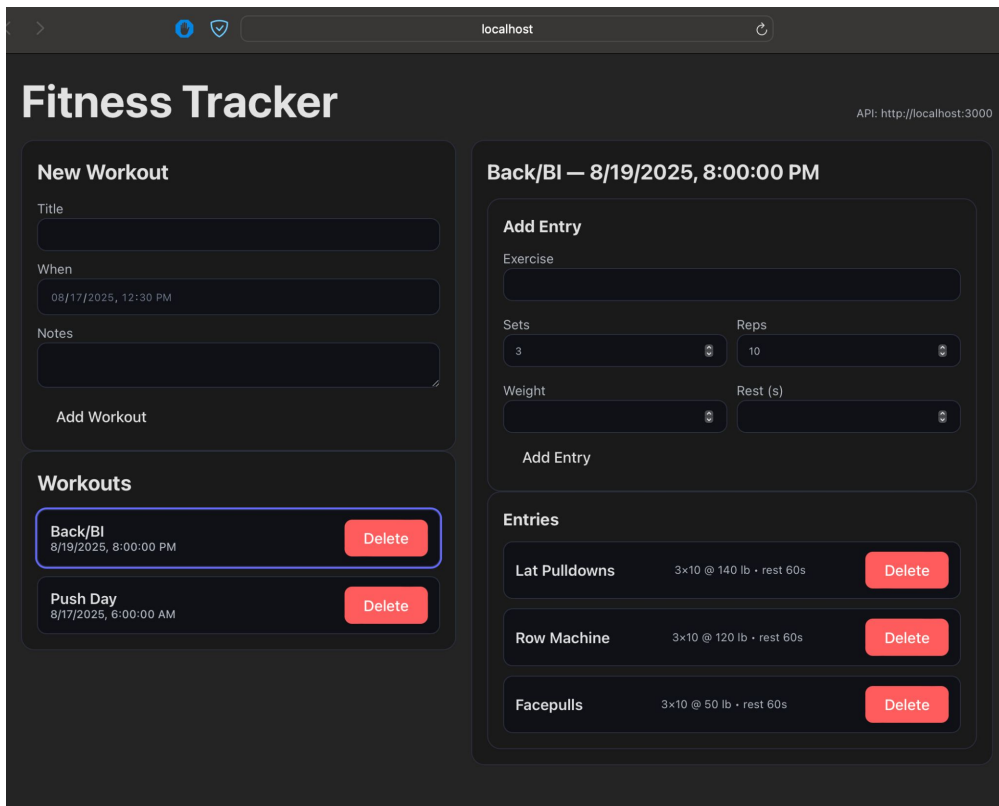 localhost
Fitness Tracker
API: http://localhost:3000
New Workout
Title
When
08/17/2025, 12:30 PM
Notes
Add Workout
Workouts
Back/BI
8/19/2025, 8:00:00 PM
Delete
Push Day
8/17/2025, 6:00:00 AM
Delete
Back/BI — 8/19/2025, 8:00:00 PM
Add Entry
Exercise
Sets Reps
3 10
Weight Rest (s)
Add Entry
Entries
Lat Pulldowns 3×10 @ 140 lb • rest 60s Delete
Row Machine 3×10 @ 120 lb • rest 60s Delete
Facepulls 3×10 @ 50 lb • rest 60s Delete